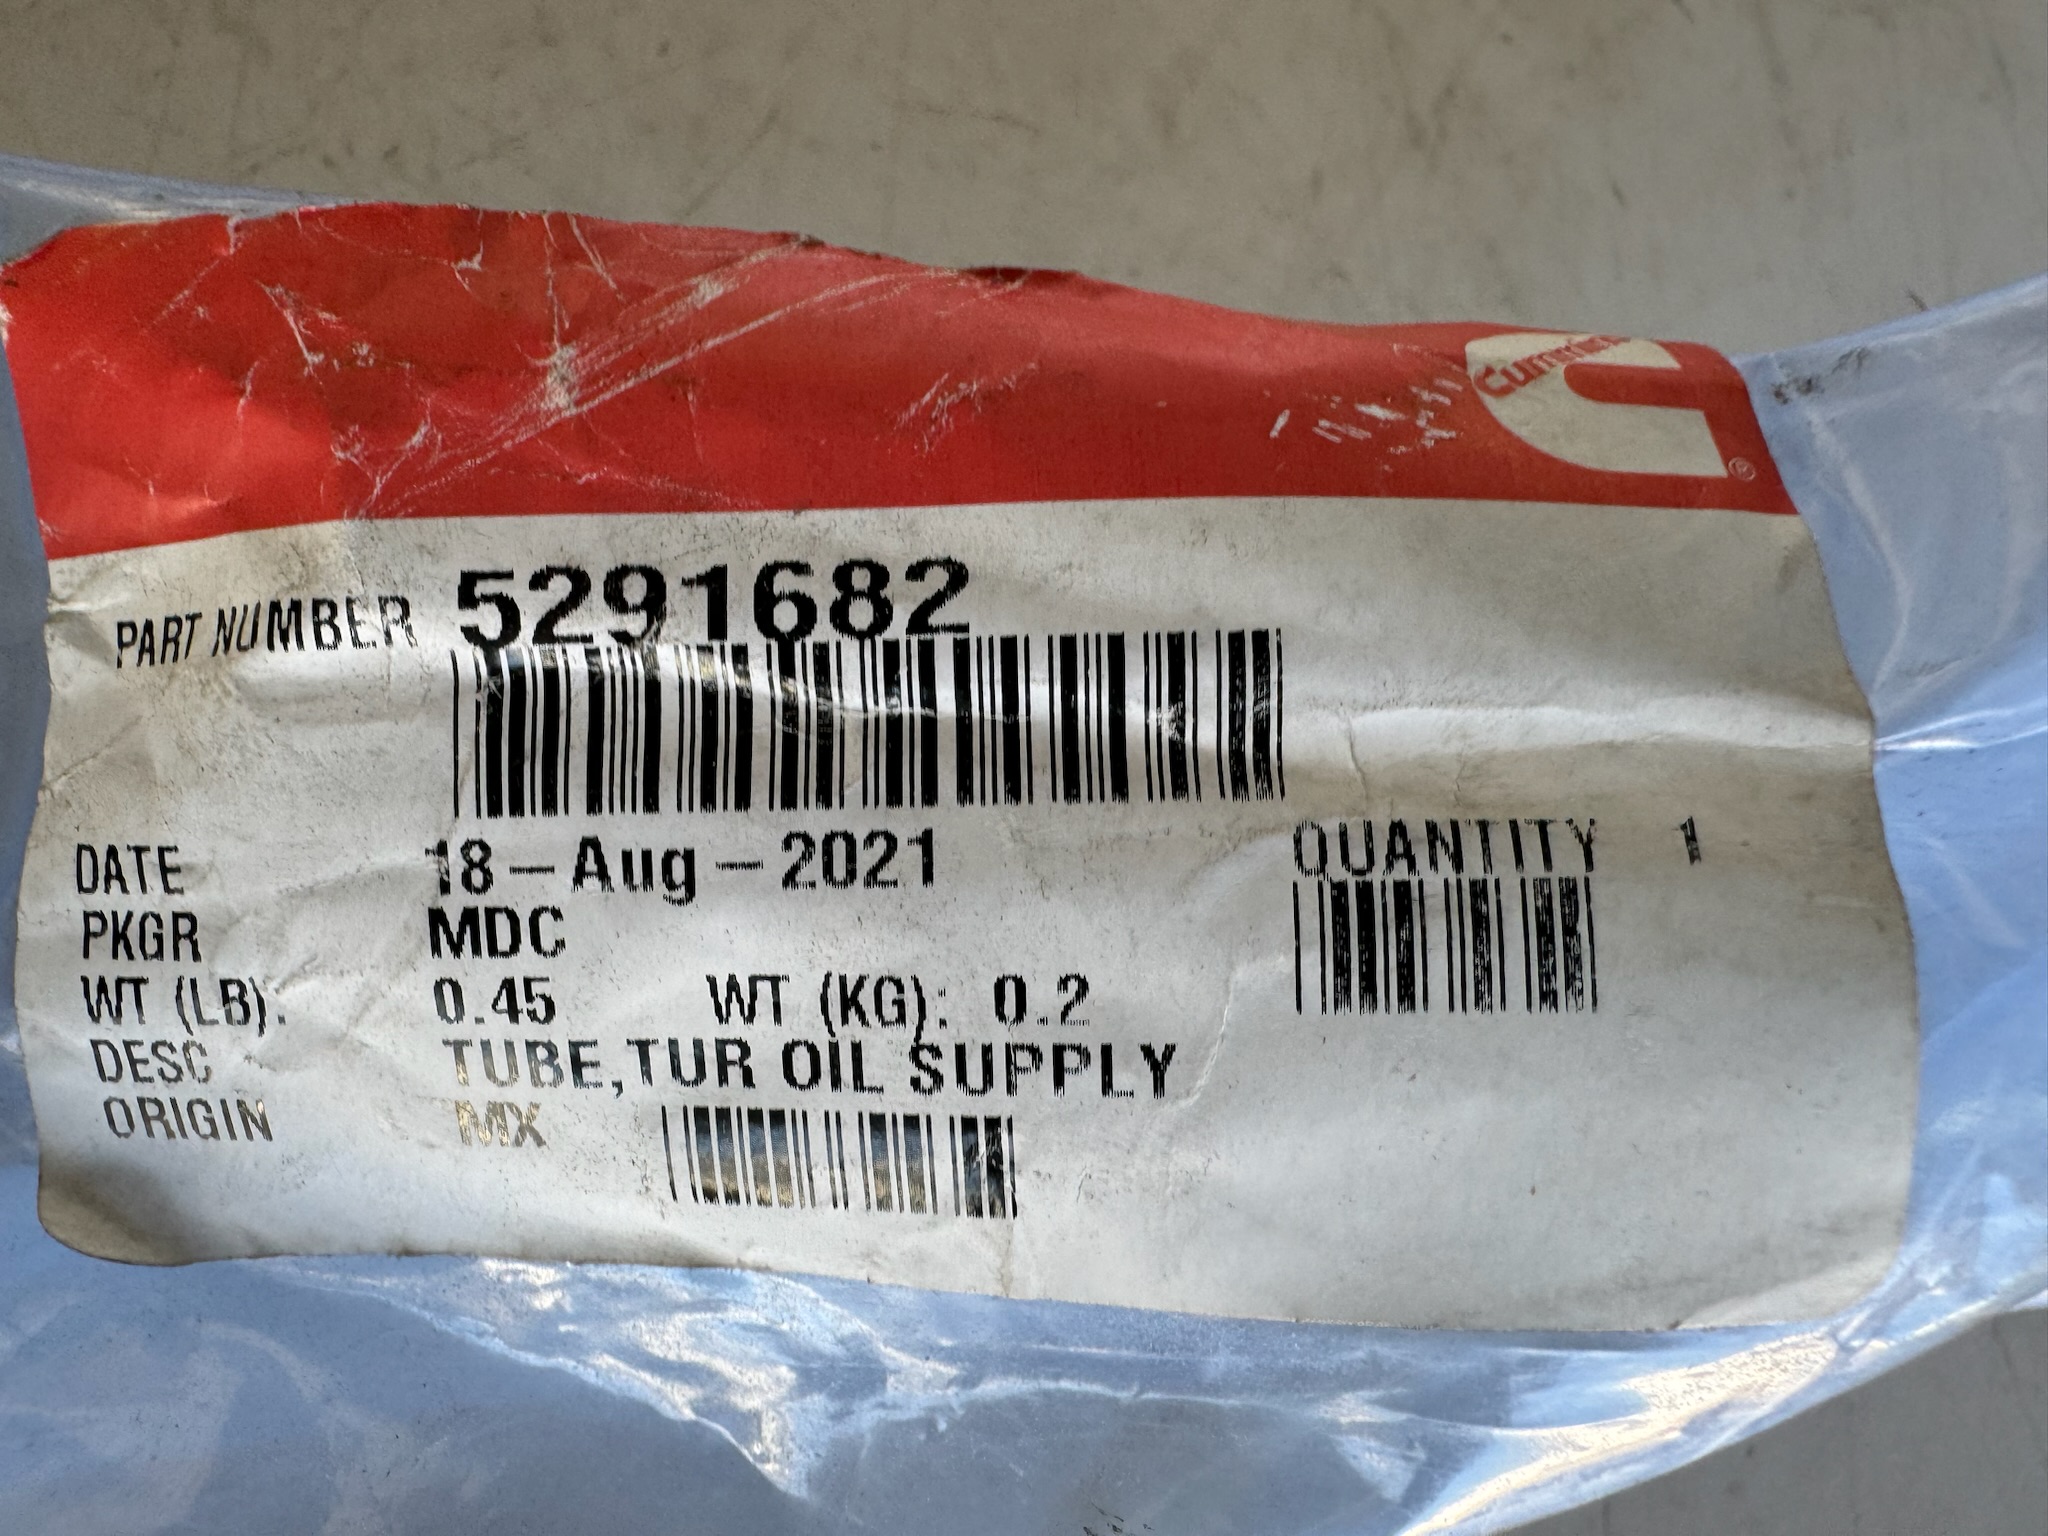 Cummins
®
PART NUMBER 5291682
DATE 18-Aug-2021
QUANTITY 1
PKGR MDC
WT (LB): 0.45 WT (KG): 0.2
DESC TUBE,TUR OIL SUPPLY
ORIGIN MX